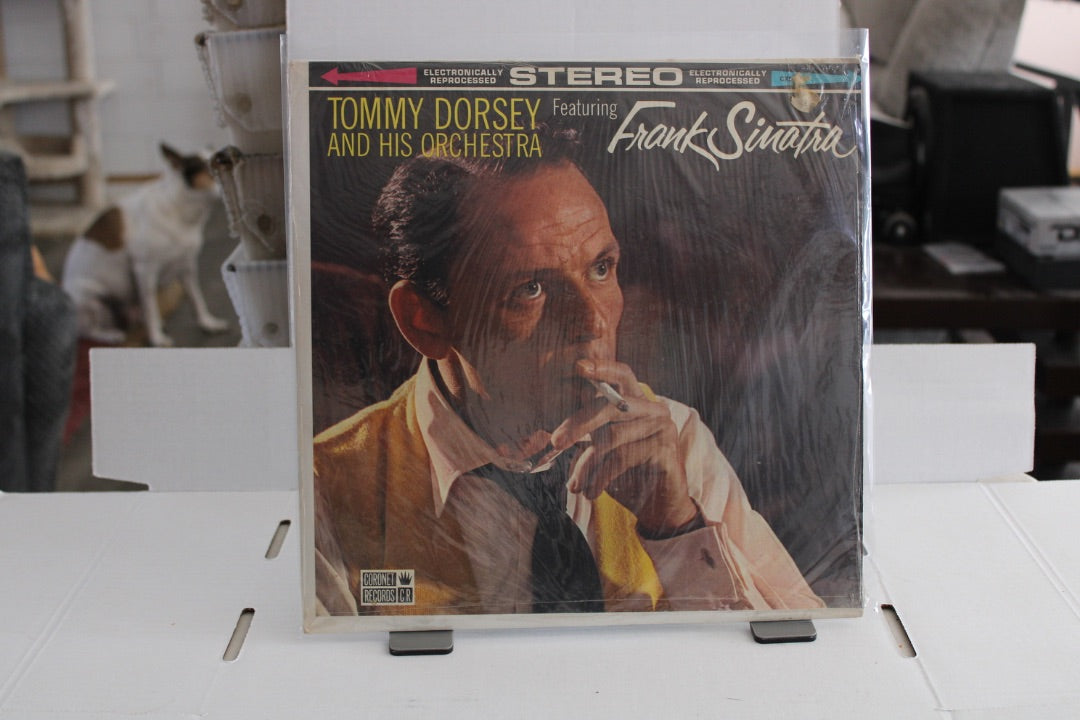 ELECTRONICALLY REPROCESSED STEREO ELECTRONICALLY REPROCESSED
TOMMY DORSEY Featuring Frank Sinatra
AND HIS ORCHESTRA
CORONET
RECORDS CR